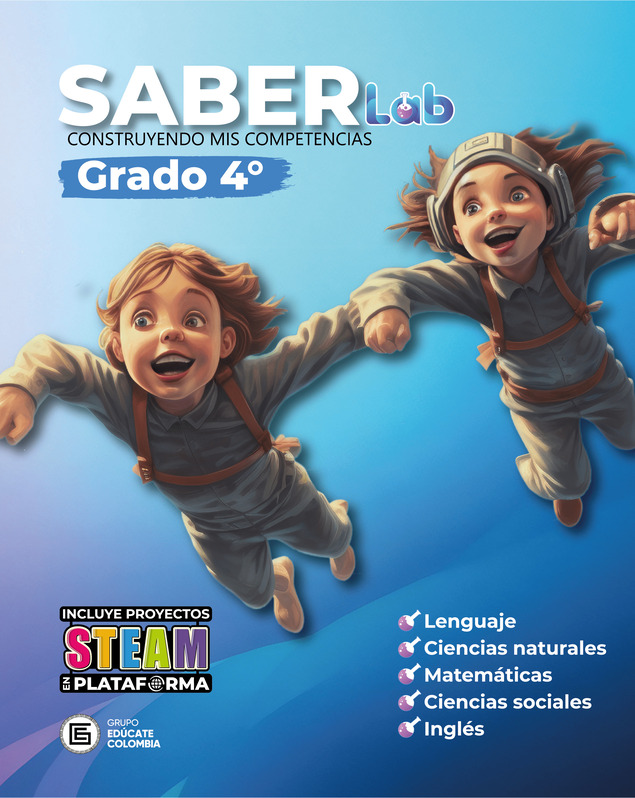 SABER Lab
CONSTRUYENDO MIS COMPETENCIAS
Grado 4°
INCLUYE PROYECTOS
STEAM
EN PLATAFORMA
GRUPO
EDÚCATE
COLOMBIA
Lenguaje
Ciencias naturales
Matemáticas
Ciencias sociales
Inglés